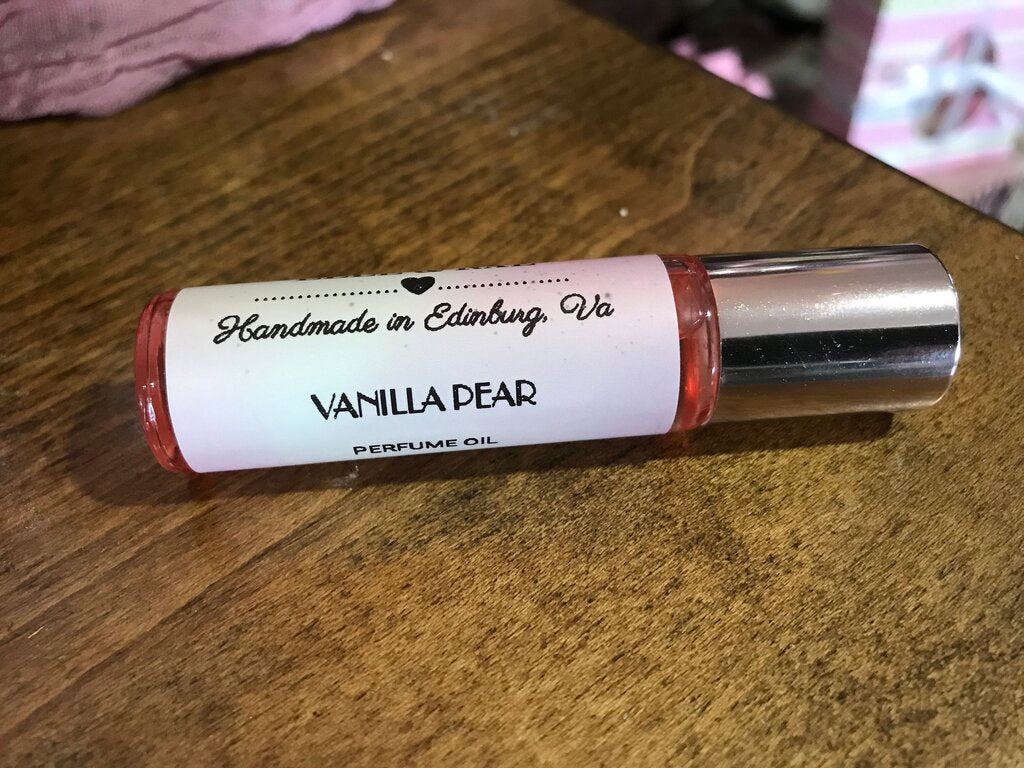 Handmade in Edinburg, Va
VANILLA PEAR
PERFUME OIL